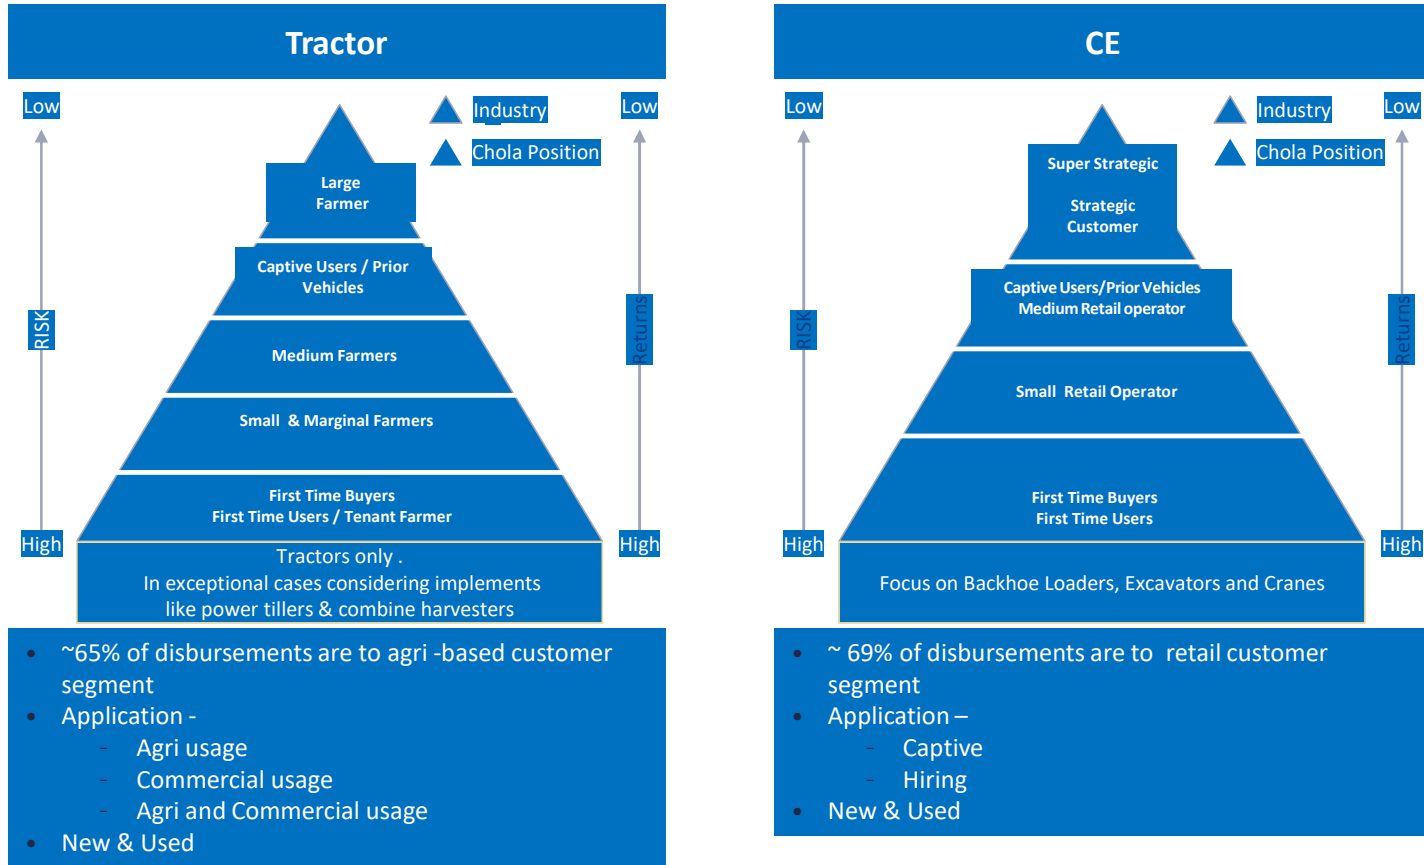 Tractor
Low
Industry
Low
Chola Position
Large
Farmer
Captive Users / Prior
Vehicles
RISK
Returns
Medium Farmers
Small & Marginal Farmers
First Time Buyers
First Time Users / Tenant Farmer
High
High
Tractors only .
In exceptional cases considering implements
like power tillers & combine harvesters
• ~65% of disbursements are to agri -based customer
segment
• Application -
- Agri usage
- Commercial usage
- Agri and Commercial usage
• New & Used
CE
Low
Industry
Low
Chola Position
Super Strategic
Strategic
Customer
Captive Users/Prior Vehicles
Medium Retail operator
RISK
Returns
Small Retail Operator
First Time Buyers
First Time Users
High
High
Focus on Backhoe Loaders, Excavators and Cranes
• ~ 69% of disbursements are to retail customer
segment
• Application –
- Captive
- Hiring
• New & Used